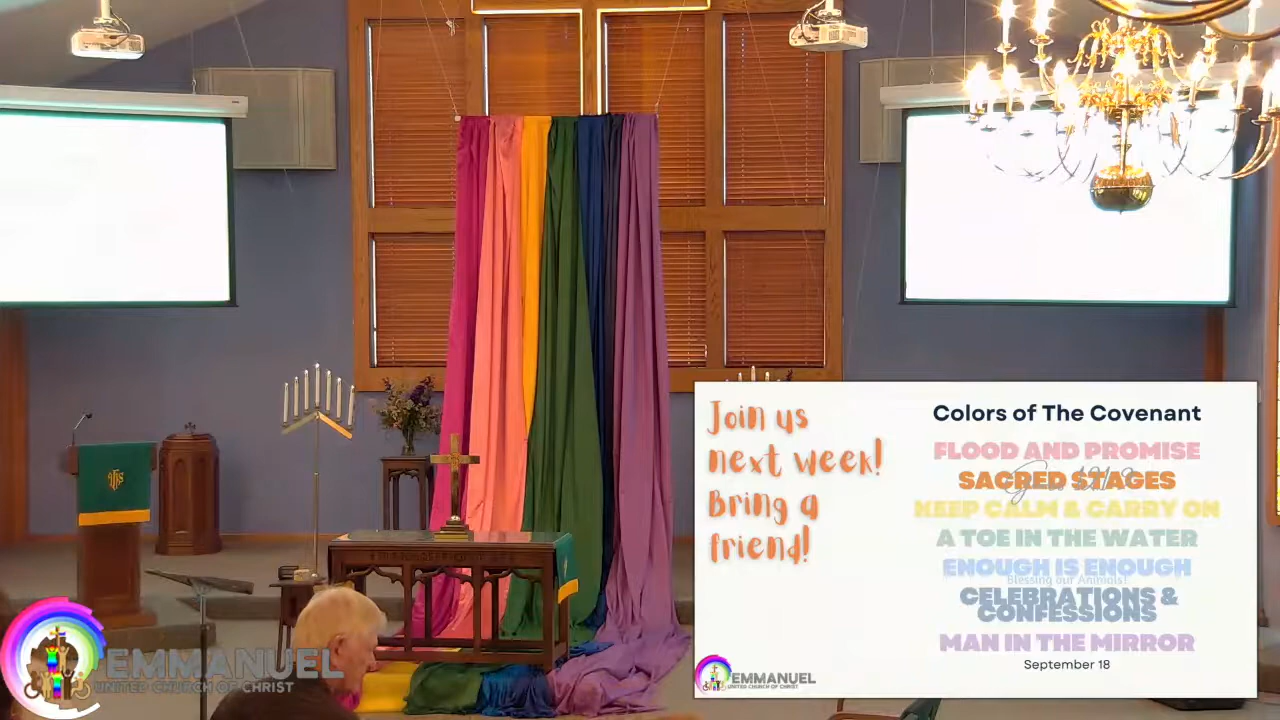 Join us
next week!
Bring a
friend!
Colors of The Covenant
FLOOD AND PROMISE
SACRED STAGES
KEEP CALM & CARRY ON
A TOE IN THE WATER
ENOUGH IS ENOUGH
Blessing our Animals!
CELEBRATIONS &
CONFESSIONS
MAN IN THE MIRROR
September 18
EMMANUEL
UNITED CHURCH OF CHRIST
EMMANUEL
UNITED CHURCH OF CHRIST